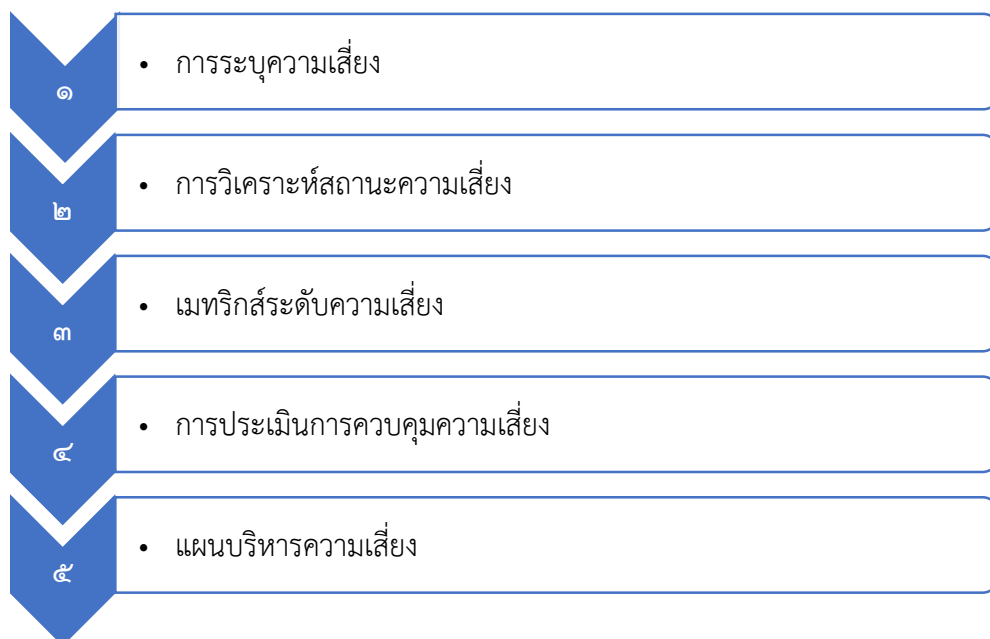 ๑
• การระบุความเสี่ยง
๒
• การวิเคราะห์สถานะความเสี่ยง
๓
• เมทริกส์ระดับความเสี่ยง
๔
• การประเมินการควบคุมความเสี่ยง
๕
• แผนบริหารความเสี่ยง